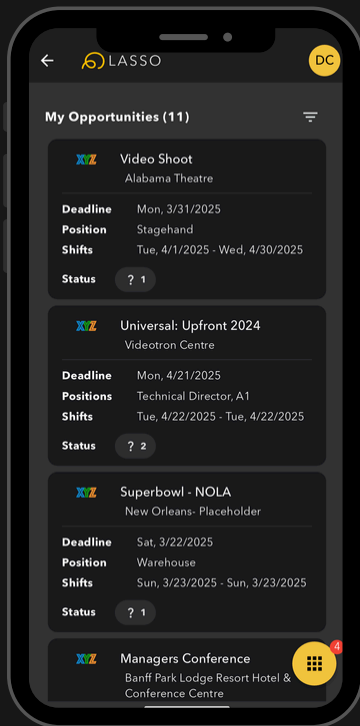 LASSO
DC
My Opportunities (11)
XYZ Video Shoot
Alabama Theatre
Deadline Mon, 3/31/2025
Position Stagehand
Shifts Tue, 4/1/2025 - Wed, 4/30/2025
Status ? 1
XYZ Universal: Upfront 2024
Videotron Centre
Deadline Mon, 4/21/2025
Positions Technical Director, A1
Shifts Tue, 4/22/2025 - Tue, 4/22/2025
Status ? 2
XYZ Superbowl - NOLA
New Orleans- Placeholder
Deadline Sat, 3/22/2025
Position Warehouse
Shifts Sun, 3/23/2025 - Sun, 3/23/2025
Status ? 1
XYZ Managers Conference
4
Banff Park Lodge Resort Hotel &
Conference Centre